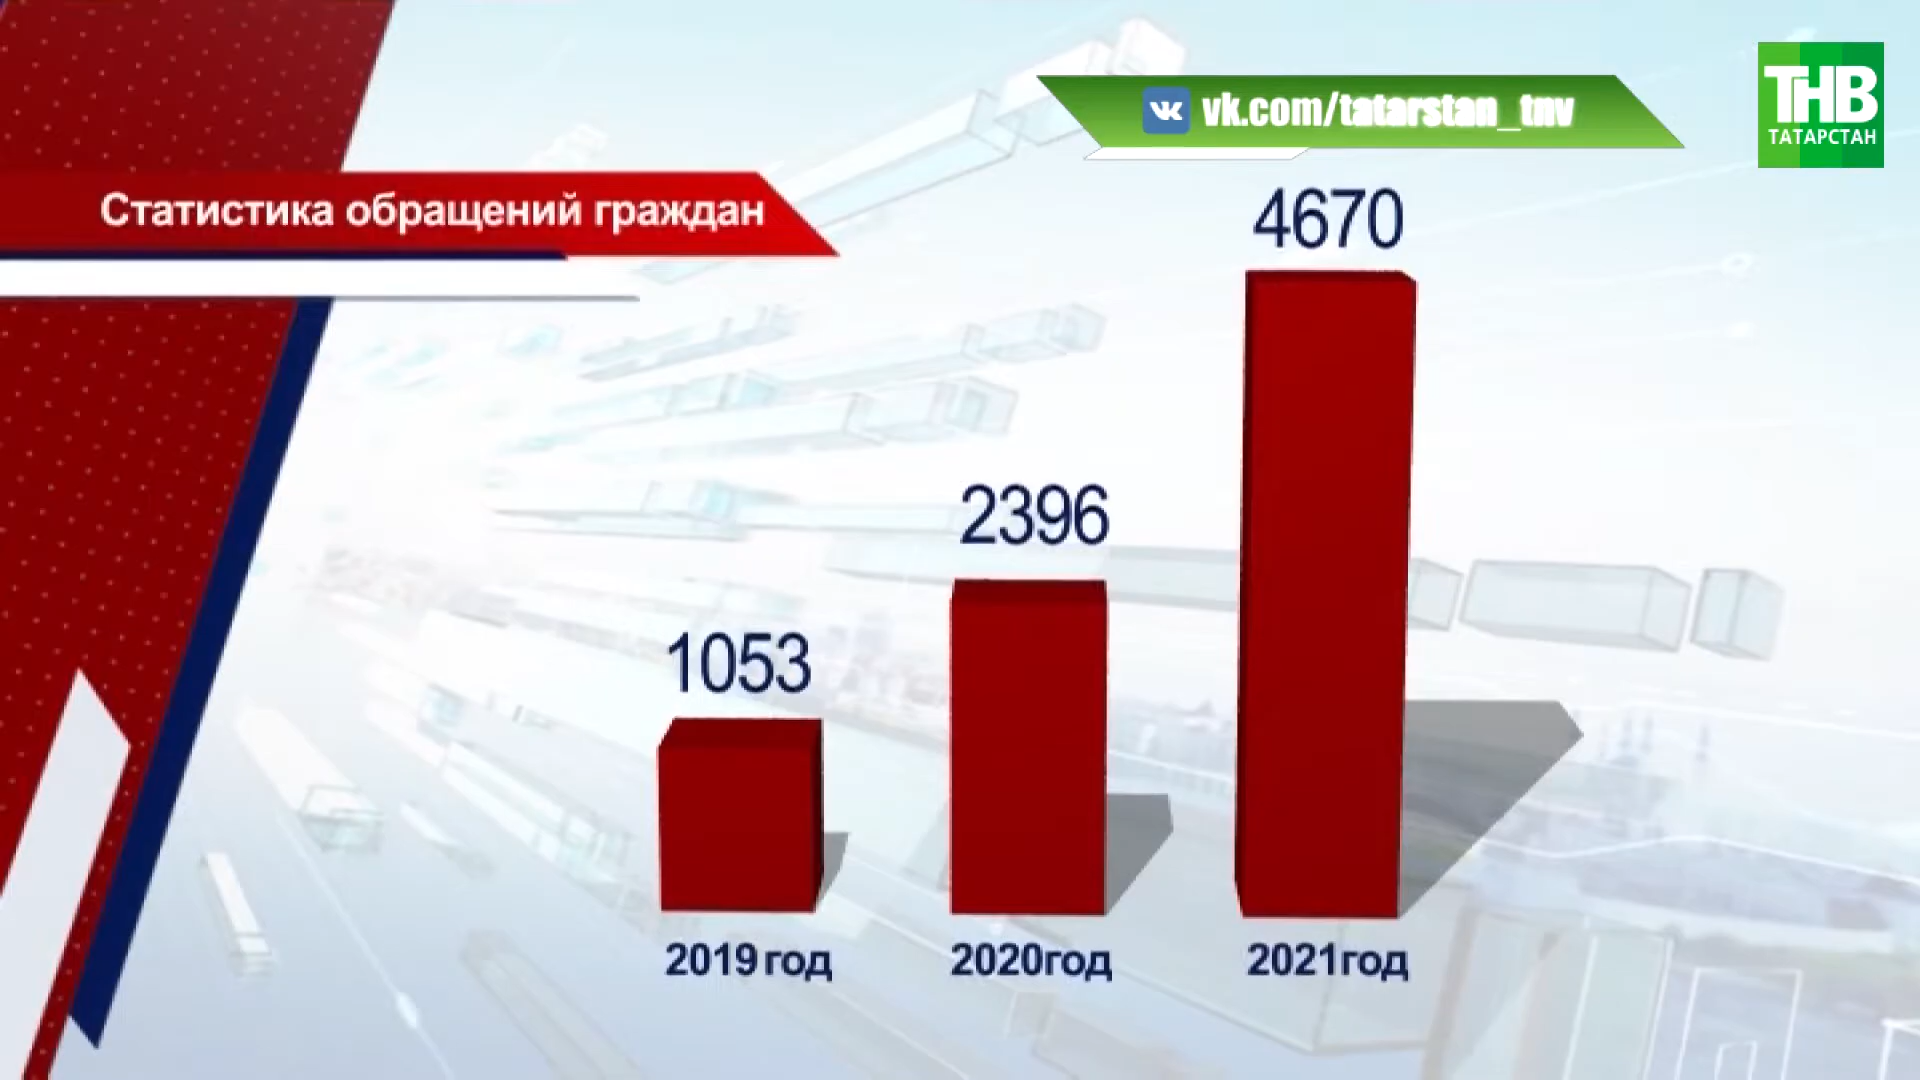 vk.com/tatarstan_tnv
ТНВ
ТАТАРСТАН
Статистика обращений граждан
4670
2396
1053
2019 год
2020год
2021год